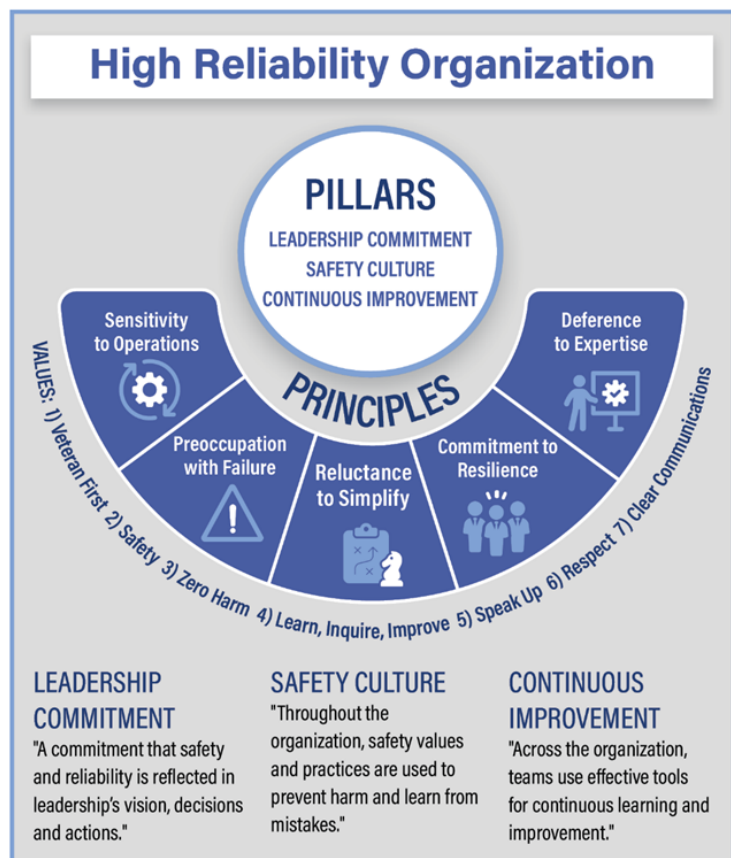 High Reliability Organization
PILLARS
LEADERSHIP COMMITMENT
SAFETY CULTURE
CONTINUOUS IMPROVEMENT
PRINCIPLES
Sensitivity
to Operations
Preoccupation
with Failure
Reluctance
to Simplify
Commitment to
Resilience
Deference
to Expertise
VALUES: 1) Veteran First 2) Safety 3) Zero Harm 4) Learn, Inquire, Improve 5) Speak Up 6) Respect 7) Clear Communications
LEADERSHIP
COMMITMENT
"A commitment that safety
and reliability is reflected in
leadership's vision, decisions
and actions."
SAFETY CULTURE
"Throughout the
organization, safety values
and practices are used to
prevent harm and learn from
mistakes."
CONTINUOUS
IMPROVEMENT
"Across the organization,
teams use effective tools
for continuous learning and
improvement."